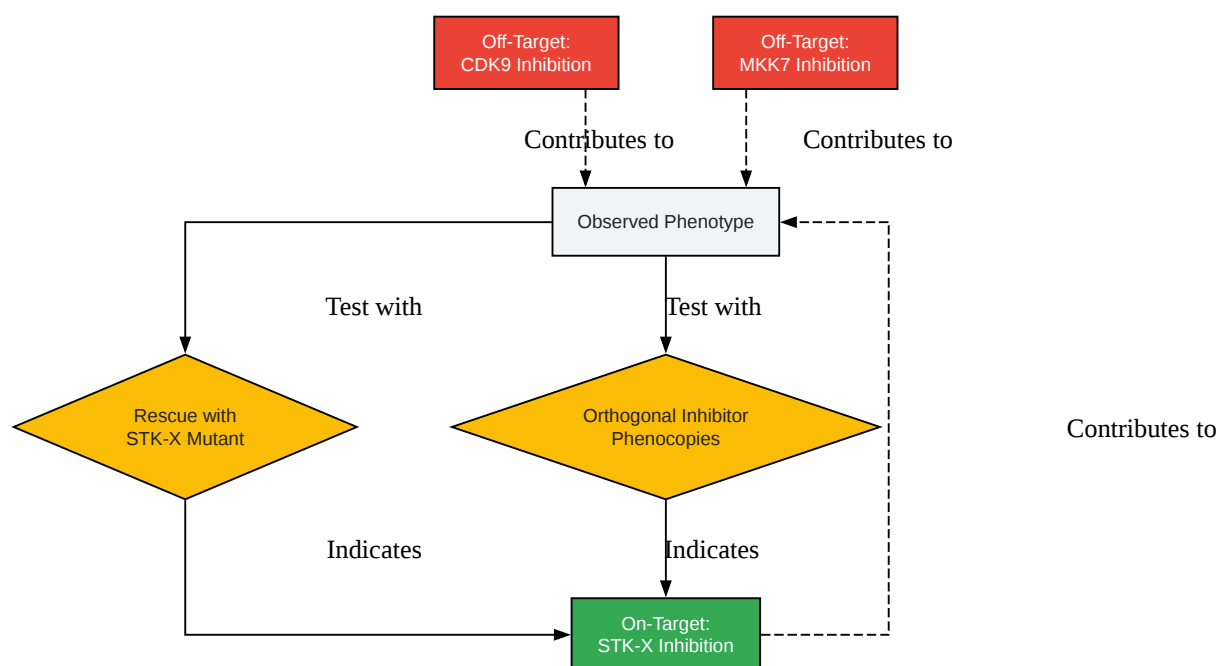 Off-Target:
CDK9 Inhibition
Off-Target:
MKK7 Inhibition
Contributes to
Contributes to
Observed Phenotype
Test with
Test with
Rescue with
STK-X Mutant
Orthogonal Inhibitor
Phenocopies
Contributes to
Indicates
Indicates
On-Target:
STK-X Inhibition